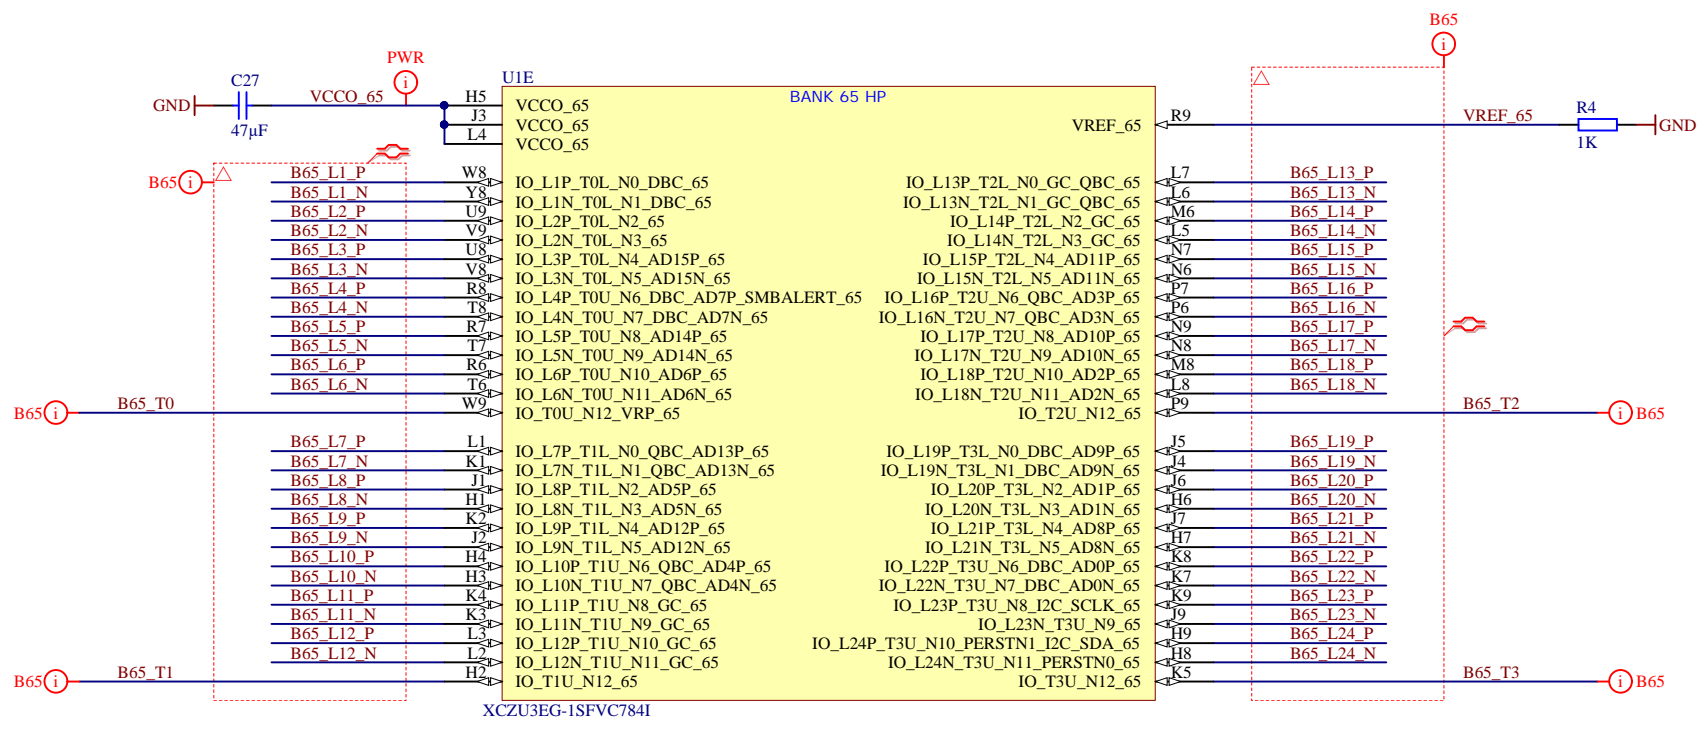 B65
PWR
U1E
C27
BANK 65 HP
GND VCCO_65 H5 VCCO_65
47µF
J3 VCCO_65 VREF_65 R9 VREF_65 R4 GND
1K
L4 VCCO_65
B65 B65_L1_P W8 IO_L1P_T0L_N0_DBC_65 IO_L13P_T2L_N0_GC_QBC_65 L7 B65_L13_P
B65_L1_N Y8 IO_L1N_T0L_N1_DBC_65 IO_L13N_T2L_N1_GC_QBC_65 L6 B65_L13_N
B65_L2_P U9 IO_L2P_T0L_N2_65 IO_L14P_T2L_N2_GC_65 M6 B65_L14_P
B65_L2_N V9 IO_L2N_T0L_N3_65 IO_L14N_T2L_N3_GC_65 L5 B65_L14_N
B65_L3_P U8 IO_L3P_T0L_N4_AD15P_65 IO_L15P_T2L_N4_AD11P_65 N7 B65_L15_P
B65_L3_N V8 IO_L3N_T0L_N5_AD15N_65 IO_L15N_T2L_N5_AD11N_65 N6 B65_L15_N
B65_L4_P R8 IO_L4P_T0U_N6_DBC_AD7P_SMBALERT_65 IO_L16P_T2U_N6_QBC_AD3P_65 P7 B65_L16_P
B65_L4_N T8 IO_L4N_T0U_N7_DBC_AD7N_65 IO_L16N_T2U_N7_QBC_AD3N_65 P6 B65_L16_N
B65_L5_P R7 IO_L5P_T0U_N8_AD14P_65 IO_L17P_T2U_N8_AD10P_65 N9 B65_L17_P
B65_L5_N T7 IO_L5N_T0U_N9_AD14N_65 IO_L17N_T2U_N9_AD10N_65 N8 B65_L17_N
B65_L6_P R6 IO_L6P_T0U_N10_AD6P_65 IO_L18P_T2U_N10_AD2P_65 M8 B65_L18_P
B65_L6_N T6 IO_L6N_T0U_N11_AD6N_65 IO_L18N_T2U_N11_AD2N_65 L8 B65_L18_N
B65 B65_T0 W9 IO_T0U_N12_VRP_65 IO_T2U_N12_65 P9 B65_T2 B65
B65_L7_P L1 IO_L7P_T1L_N0_QBC_AD13P_65 IO_L19P_T3L_N0_DBC_AD9P_65 J5 B65_L19_P
B65_L7_N K1 IO_L7N_T1L_N1_QBC_AD13N_65 IO_L19N_T3L_N1_DBC_AD9N_65 J4 B65_L19_N
B65_L8_P J1 IO_L8P_T1L_N2_AD5P_65 IO_L20P_T3L_N2_AD1P_65 J6 B65_L20_P
B65_L8_N H1 IO_L8N_T1L_N3_AD5N_65 IO_L20N_T3L_N3_AD1N_65 H6 B65_L20_N
B65_L9_P K2 IO_L9P_T1L_N4_AD12P_65 IO_L21P_T3L_N4_AD8P_65 J7 B65_L21_P
B65_L9_N J2 IO_L9N_T1L_N5_AD12N_65 IO_L21N_T3L_N5_AD8N_65 H7 B65_L21_N
B65_L10_P H4 IO_L10P_T1U_N6_QBC_AD4P_65 IO_L22P_T3U_N6_DBC_AD0P_65 K8 B65_L22_P
B65_L10_N H3 IO_L10N_T1U_N7_QBC_AD4N_65 IO_L22N_T3U_N7_DBC_AD0N_65 K7 B65_L22_N
B65_L11_P K4 IO_L11P_T1U_N8_GC_65 IO_L23P_T3U_N8_I2C_SCLK_65 K9 B65_L23_P
B65_L11_N K3 IO_L11N_T1U_N9_GC_65 IO_L23N_T3U_N9_65 J9 B65_L23_N
B65_L12_P L3 IO_L12P_T1U_N10_GC_65 IO_L24P_T3U_N10_PERSTN1_I2C_SDA_65 H9 B65_L24_P
B65_L12_N L2 IO_L12N_T1U_N11_GC_65 IO_L24N_T3U_N11_PERSTN0_65 H8 B65_L24_N
B65 B65_T1 H2 IO_T1U_N12_65 IO_T3U_N12_65 K5 B65_T3 B65
XCZU3EG-1SFVC784I